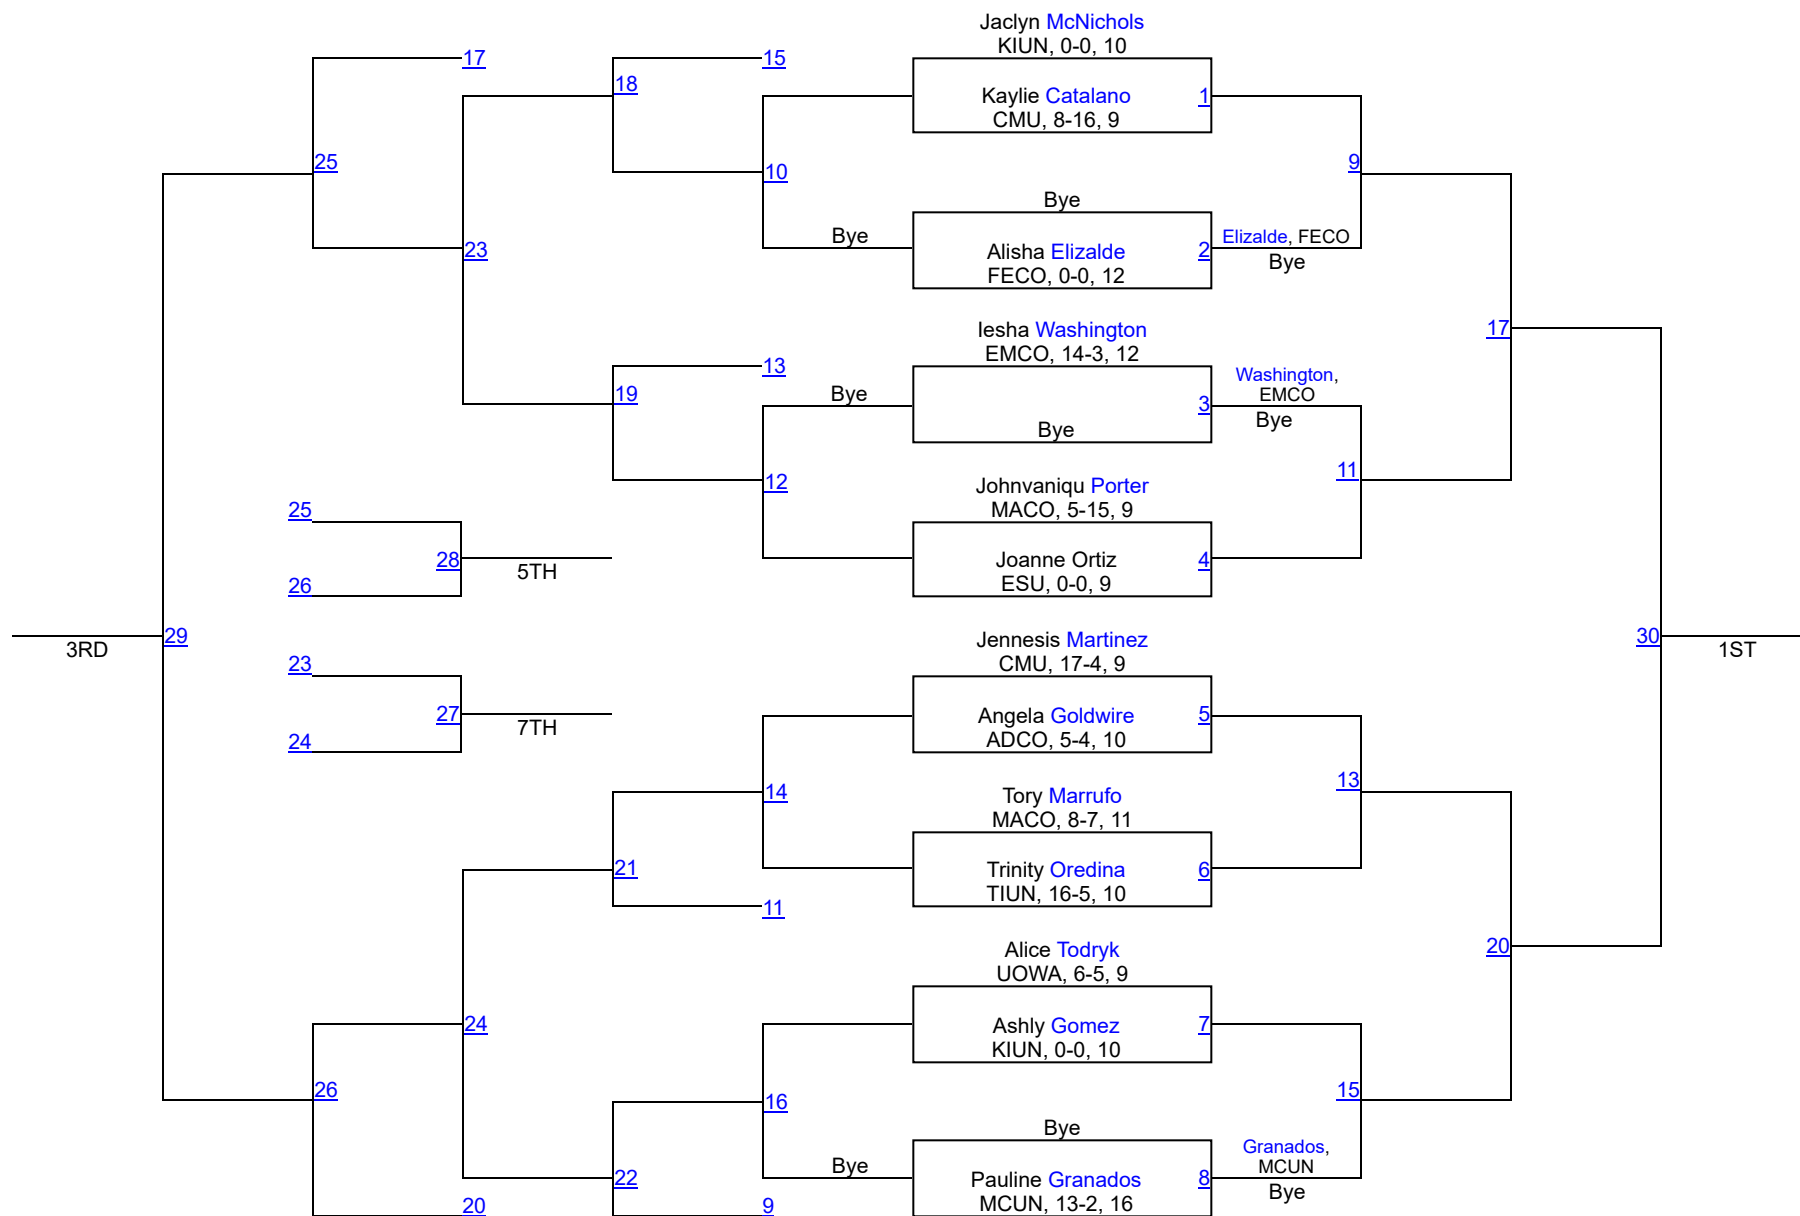 Jaclyn McNichols
KIUN, 0-0, 10
17
15
18
Kaylie Catalano
1
CMU, 8-16, 9
25
10
9
Bye
Bye
Elizalde, FECO
23
Alisha Elizalde
2
Bye
FECO, 0-0, 12
Iesha Washington
17
EMCO, 14-3, 12
13
Washington,
EMCO
19
Bye
3
Bye
Bye
12
11
Johnvaniqu Porter
MACO, 5-15, 9
25
28
5TH
Joanne Ortiz
4
26
ESU, 0-0, 9
3RD
29
Jennesis Martinez
30
1ST
CMU, 17-4, 9
23
27
7TH
Angela Goldwire
5
24
ADCO, 5-4, 10
14
13
Tory Marrufo
MACO, 8-7, 11
21
Trinity Oredina
6
TIUN, 16-5, 10
11
Alice Todryk
20
UOWA, 6-5, 9
24
Ashly Gomez
7
KIUN, 0-0, 10
26
16
15
Bye
Granados,
MCUN
Bye
22
Pauline Granados
8
Bye
MCUN, 13-2, 16
20
9